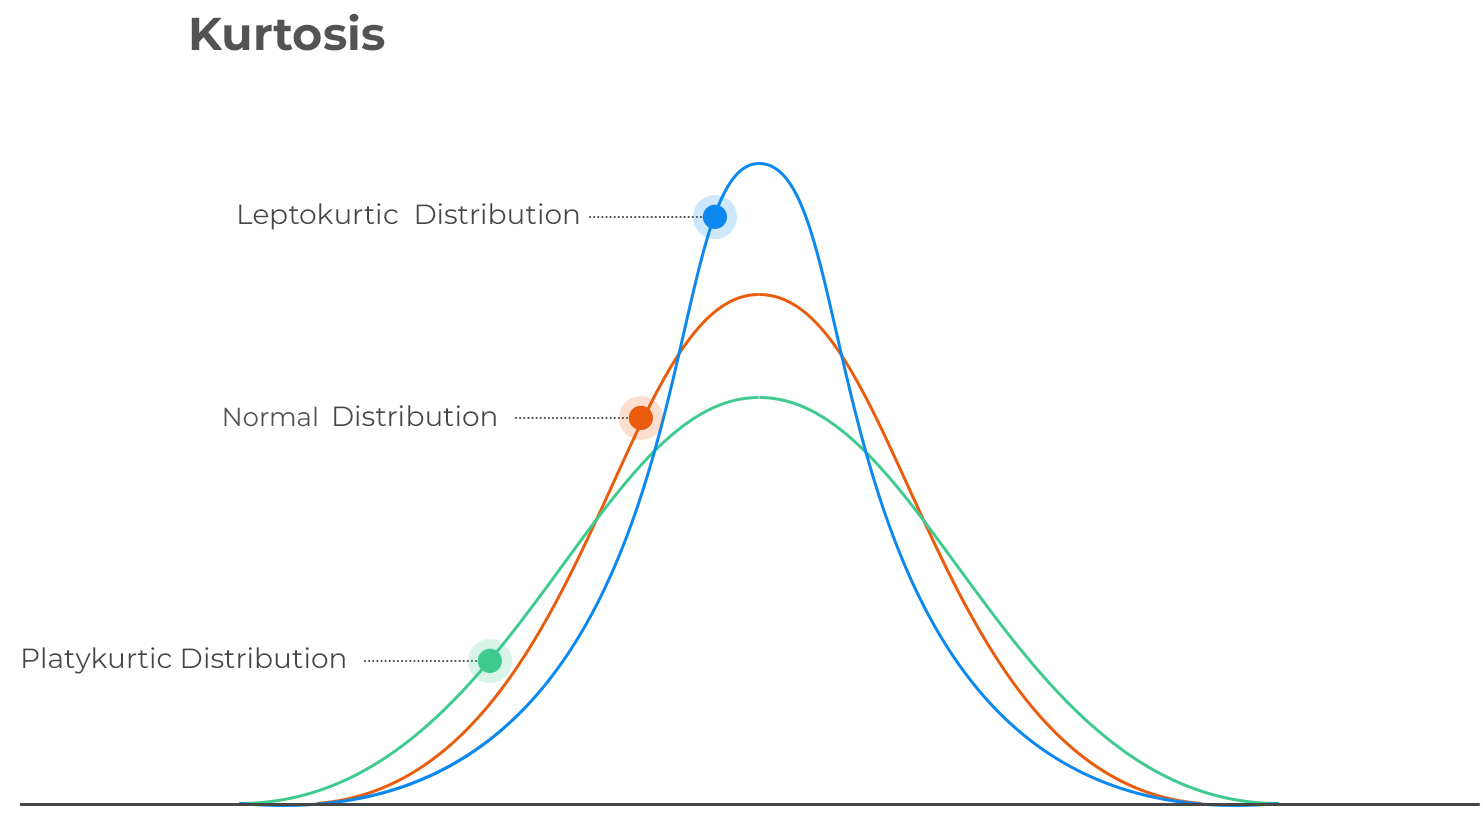 Kurtosis
Leptokurtic Distribution
Normal Distribution
Platykurtic Distribution